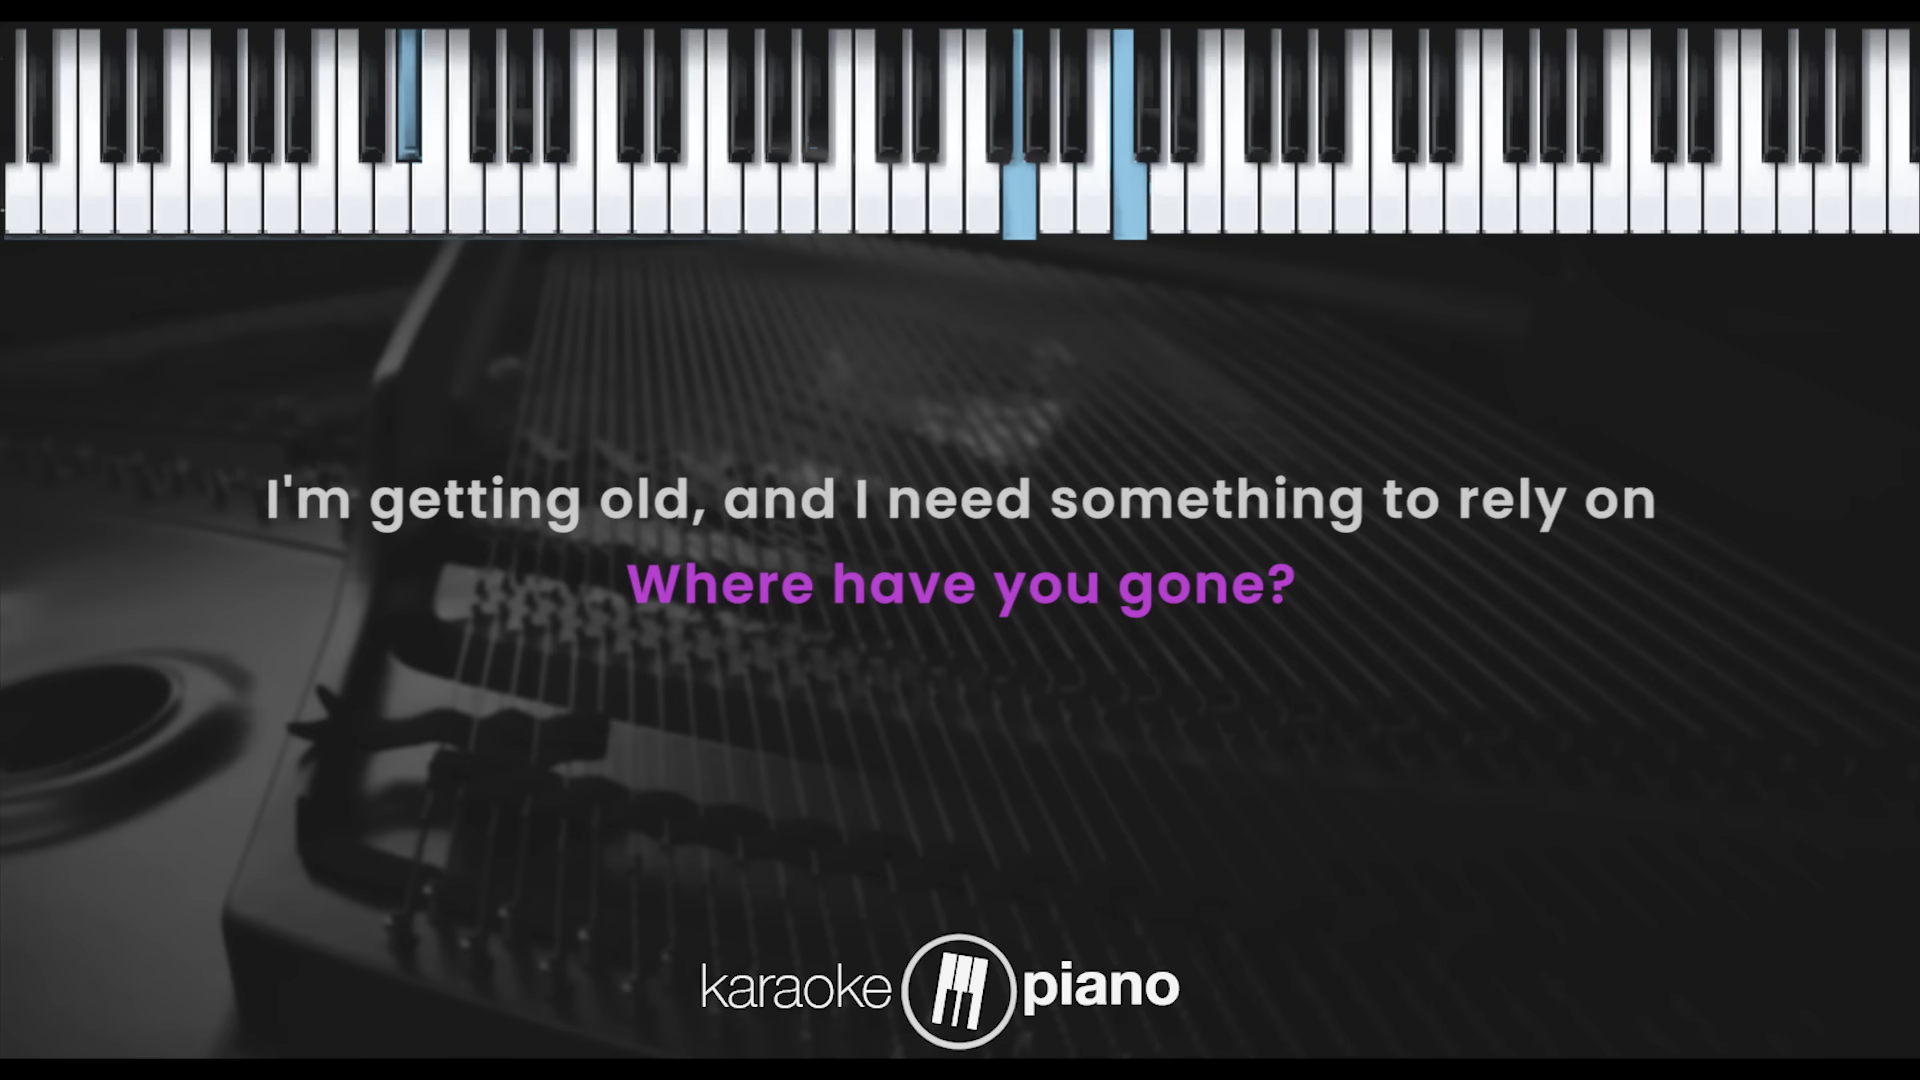 I'm getting old, and I need something to rely on
Where have you gone?
karaoke piano